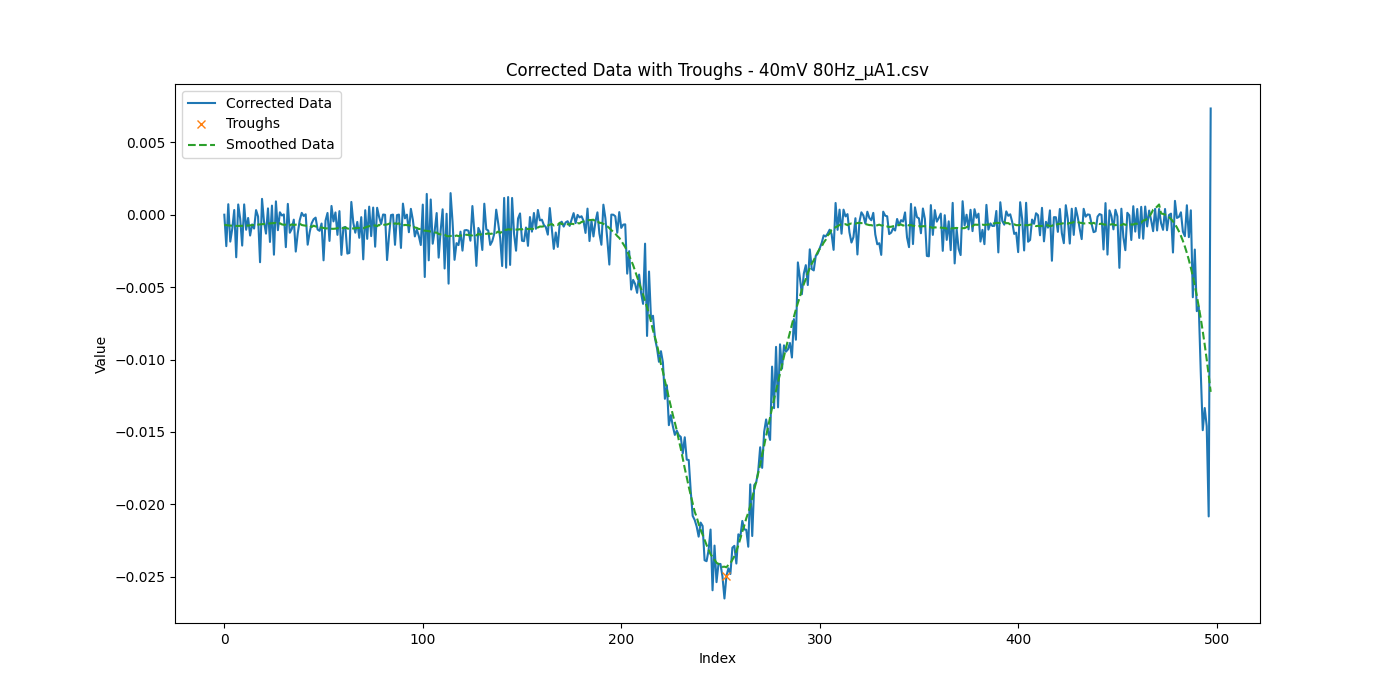 Corrected Data with Troughs - 40mV 80Hz_μA1.csv
Corrected Data
Troughs
Smoothed Data
0.005
0.000
−0.005
−0.010
−0.015
−0.020
−0.025
Value
0
100
200
300
400
500
Index